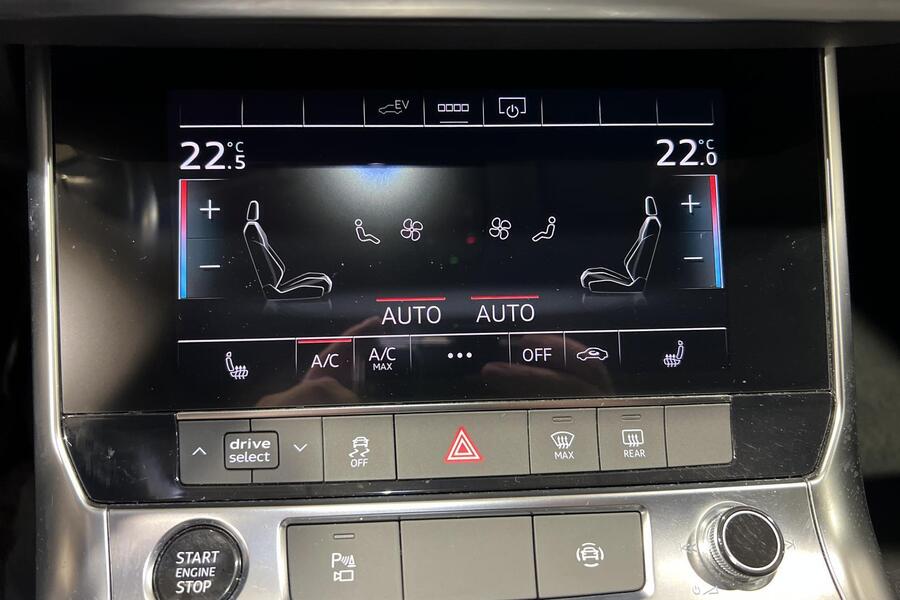 EV
22.5°C
22.0°C
+
+
−
−
AUTO
AUTO
A/C
A/C
MAX
•••
OFF
drive
select
OFF
MAX
REAR
START
ENGINE
STOP
P